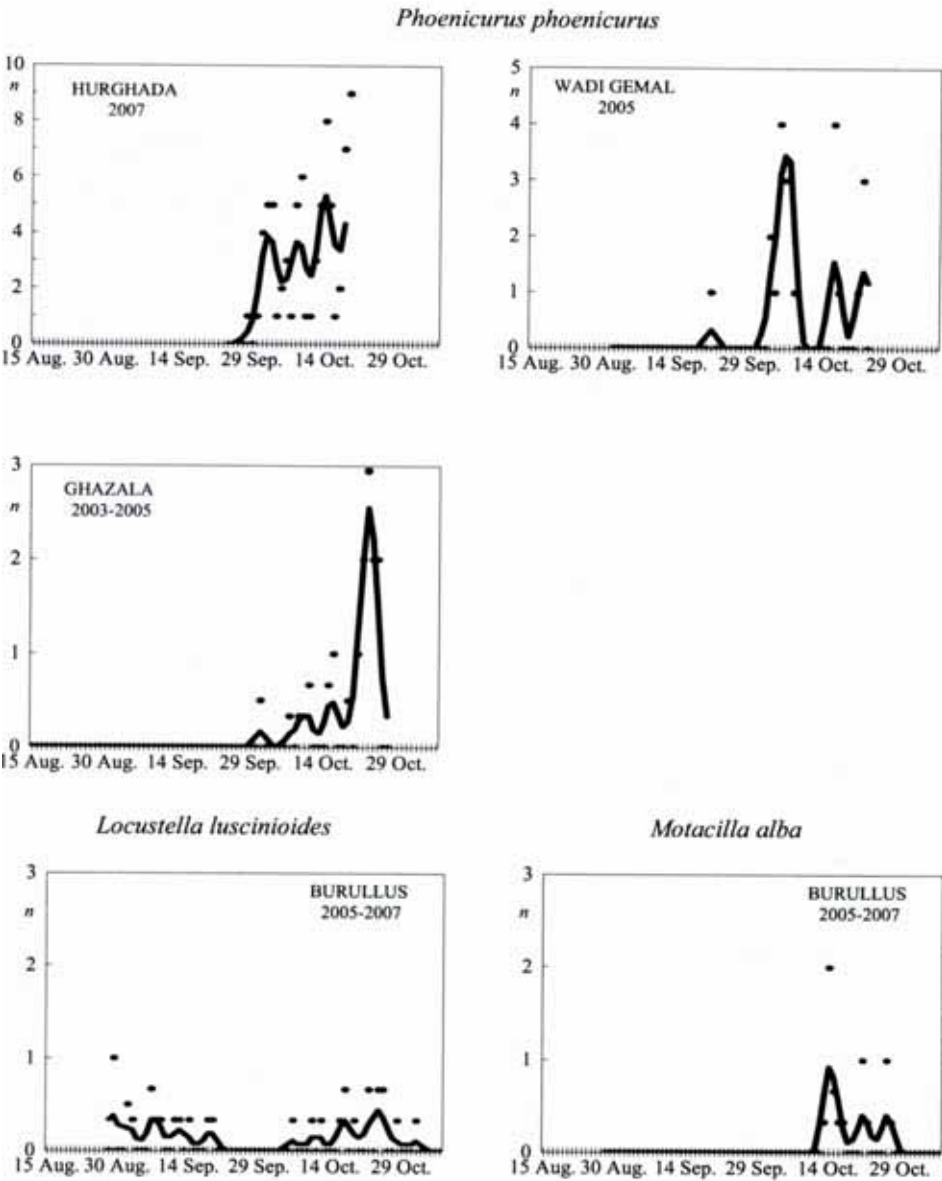 Phoenicurus phoenicurus
10
n
8
6
4
2
0
HURGHADA
2007
15 Aug. 30 Aug. 14 Sep. 29 Sep. 14 Oct. 29 Oct.
5
n
4
3
2
1
0
WADI GEMAL
2005
15 Aug. 30 Aug. 14 Sep. 29 Sep. 14 Oct. 29 Oct.
3
n
2
1
0
GHAZALA
2003-2005
15 Aug. 30 Aug. 14 Sep. 29 Sep. 14 Oct. 29 Oct.
Locustella luscinioides
3
n
2
1
0
BURULLUS
2005-2007
15 Aug. 30 Aug. 14 Sep. 29 Sep. 14 Oct. 29 Oct.
Motacilla alba
3
n
2
1
0
BURULLUS
2005-2007
15 Aug. 30 Aug. 14 Sep. 29 Sep. 14 Oct. 29 Oct.